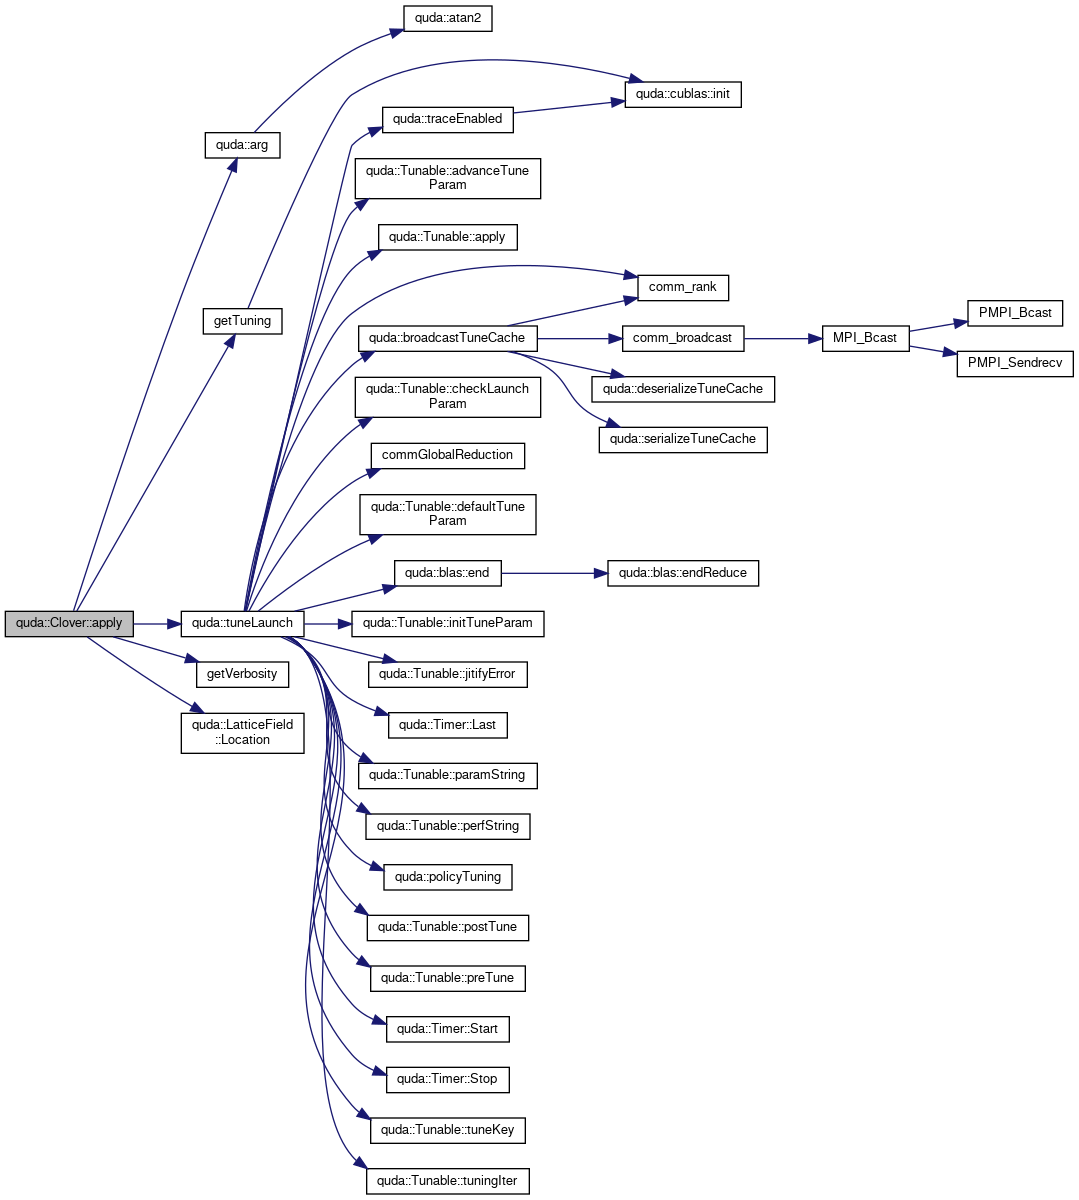 quda::atan2
quda::cublas::init
quda::traceEnabled
quda::arg
quda::Tunable::advanceTune
Param
quda::Tunable::apply
comm_rank
getTuning
quda::broadcastTuneCache
comm_broadcast
MPI_Bcast
PMPI_Bcast
PMPI_Sendrecv
quda::Tunable::checkLaunch
Param
quda::deserializeTuneCache
quda::serializeTuneCache
commGlobalReduction
quda::Tunable::defaultTune
Param
quda::blas::end
quda::blas::endReduce
quda::Clover::apply
quda::tuneLaunch
quda::Tunable::initTuneParam
getVerbosity
quda::Tunable::jitifyError
quda::LatticeField
::Location
quda::Timer::Last
quda::Tunable::paramString
quda::Tunable::perfString
quda::policyTuning
quda::Tunable::postTune
quda::Tunable::preTune
quda::Timer::Start
quda::Timer::Stop
quda::Tunable::tuneKey
quda::Tunable::tuningIter